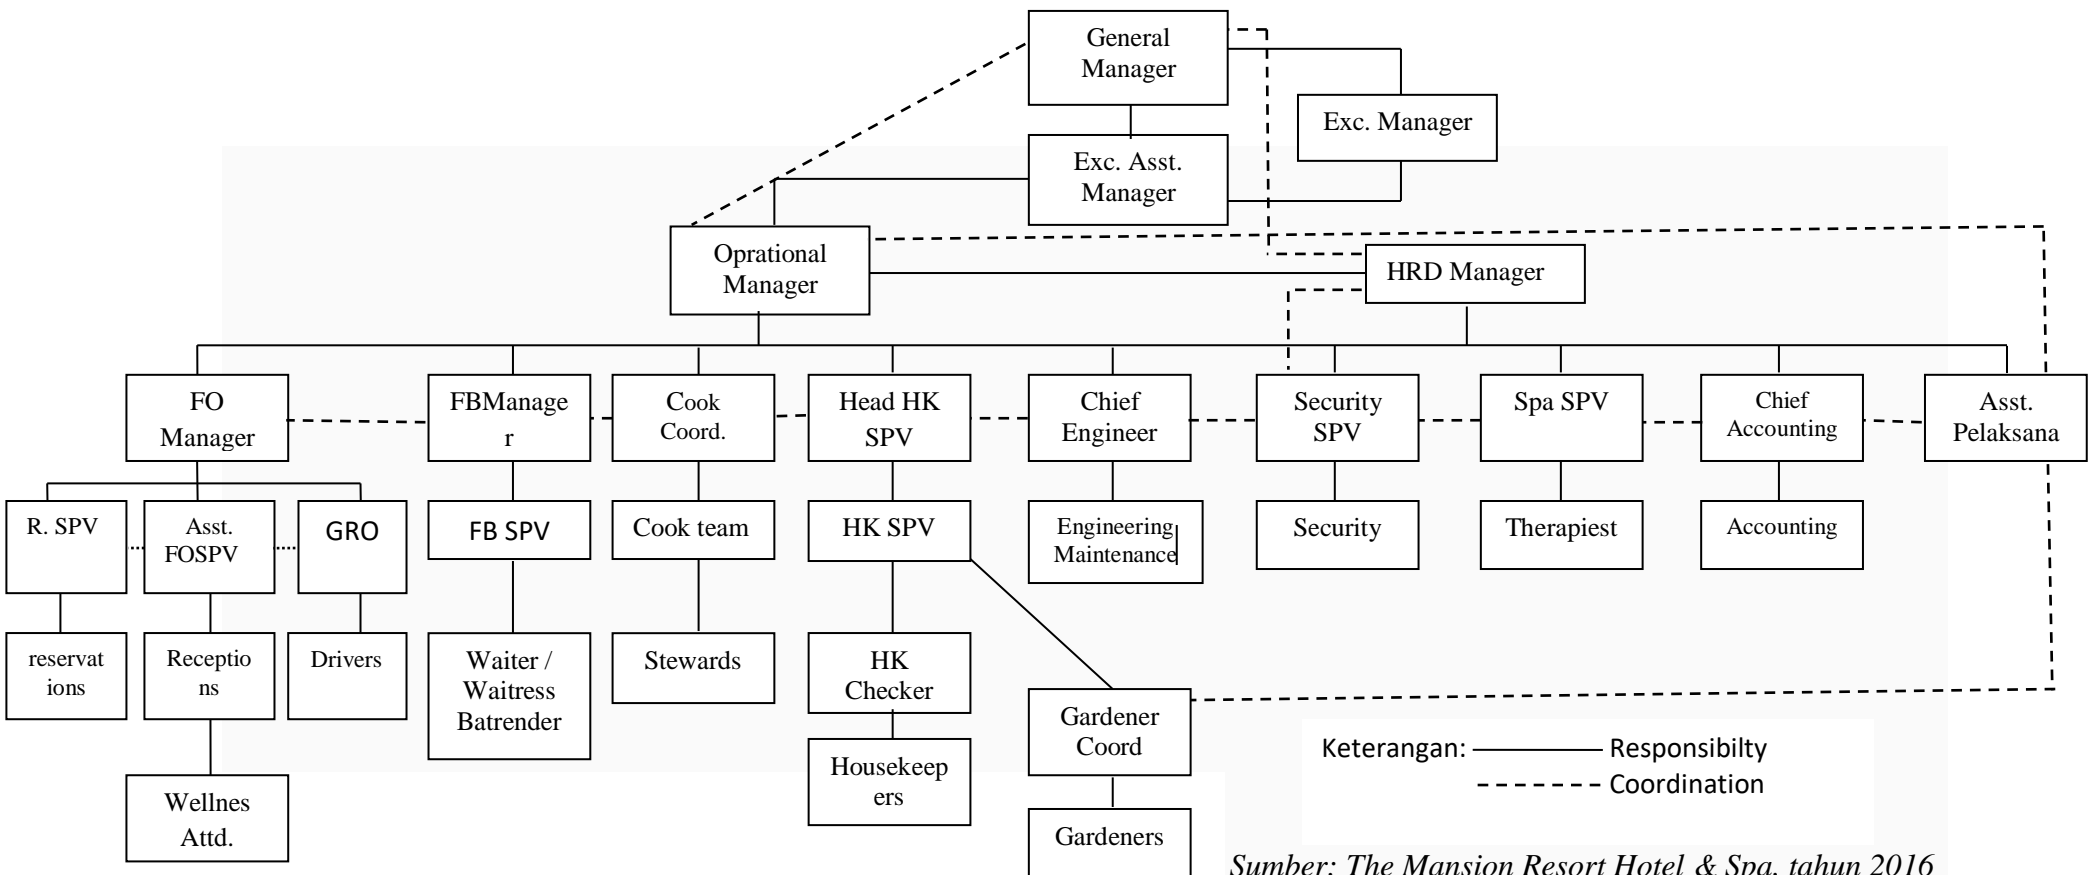 General
Manager
Exc. Manager
Exc. Asst.
Manager
Oprational
Manager
HRD Manager
FO
Manager
FBManage
r
Cook
Coord.
Head HK
SPV
Chief
Engineer
Security
SPV
Spa SPV
Chief
Accounting
Asst.
Pelaksana
R. SPV
Asst.
FOSPV
GRO
FB SPV
Cook team
HK SPV
Engineering
Maintenance
Security
Therapiest
Accounting
reservat
ions
Receptio
ns
Drivers
Waiter /
Waitress
Batrender
Stewards
HK
Checker
Gardener
Coord
Housekeep
ers
Wellnes
Attd.
Gardeners
Keterangan: Responsibilty
Coordination
Sumber: The Mansion Resort Hotel & Spa, tahun 2016